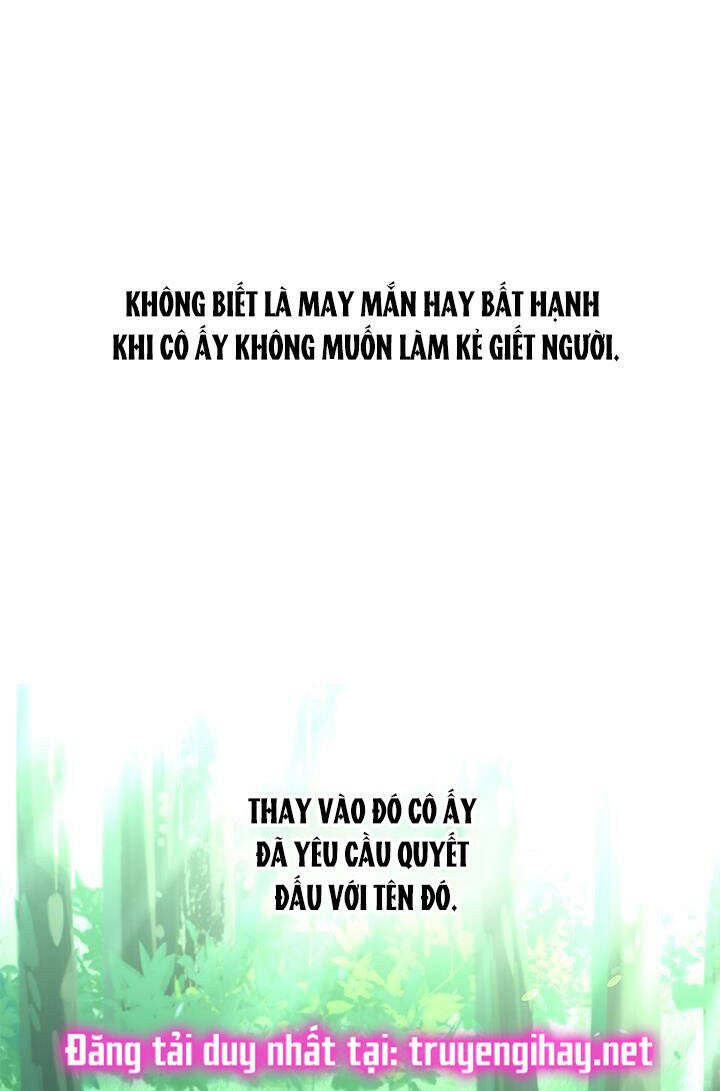 KHÔNG BIẾT LÀ MAY MẮN HAY BẤT HẠNH
KHI CÔ ẤY KHÔNG MUỐN LÀM KẺ GIẾT NGƯỜI.
THAY VÀO ĐÓ CÔ ẤY
ĐÃ YÊU CẦU QUYẾT
ĐẤU VỚI TÊN ĐÓ.
Đăng tải duy nhất tại: truyengihay.net